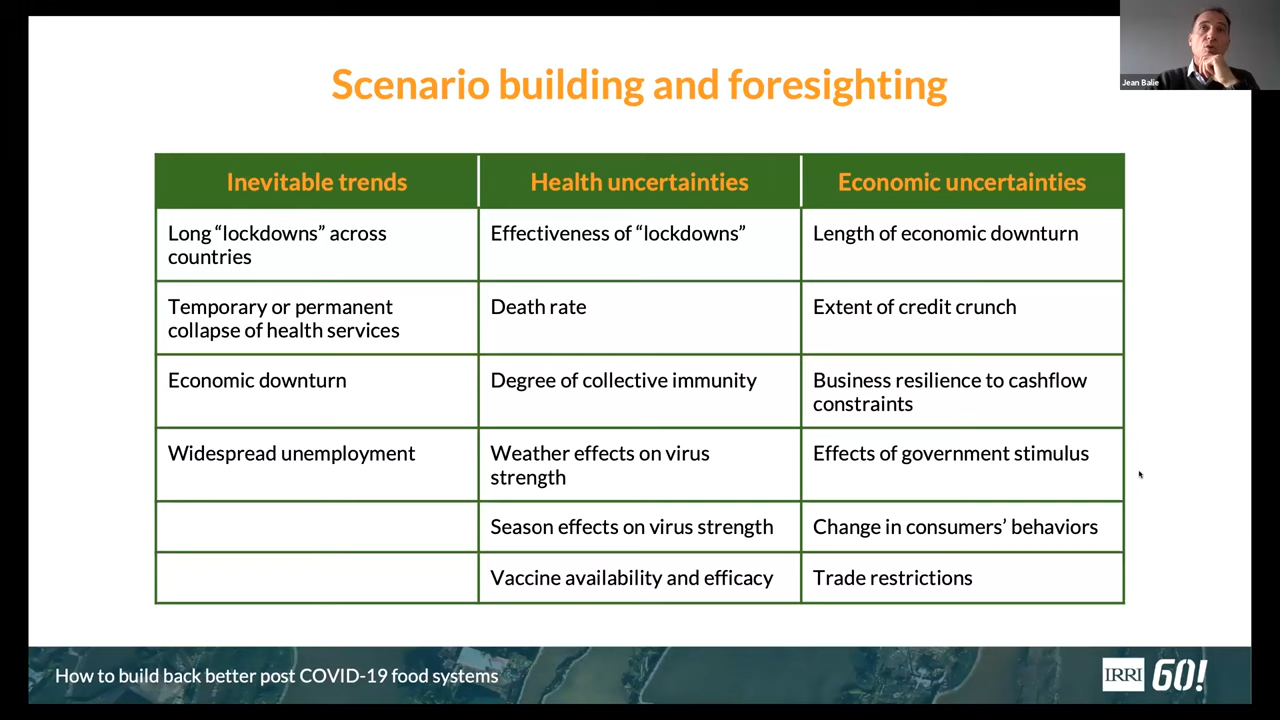 Jean Balie
Scenario building and foresighting
Inevitable trends
Health uncertainties
Economic uncertainties
Long “lockdowns” across
countries
Effectiveness of “lockdowns”
Length of economic downturn
Temporary or permanent
collapse of health services
Death rate
Extent of credit crunch
Economic downturn
Degree of collective immunity
Business resilience to cashflow
constraints
Widespread unemployment
Weather effects on virus
strength
Effects of government stimulus
Season effects on virus strength
Change in consumers’ behaviors
Vaccine availability and efficacy
Trade restrictions
How to build back better post COVID-19 food systems
IRRI 60!